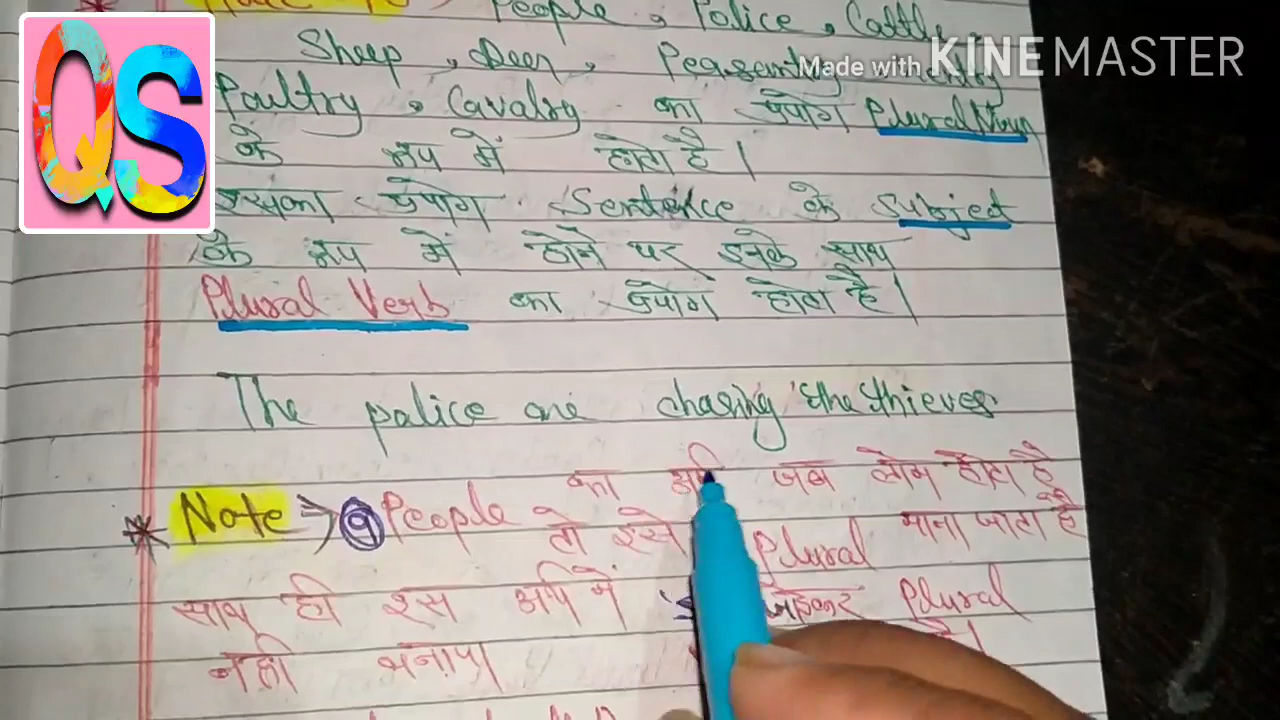 People, Police, Cattle,
QS
Made with KINEMASTER
Sheep, Deer, Peasantry,
Poultry, Cavalry का प्रयोग Plural Noun
के रूप में होता है।
इसका प्रयोग Sentence के Subject
के रूप में होने पर इनके साथ
Plural Verb का प्रयोग होता है।
The police are chasing the thieves.
* Note ⇒ ① People का अर्थ जब लोग होता है
तो इसे Plural माना जाता है
साथ ही इस अर्थ में जोड़कर Plural
नहीं बनाया है।